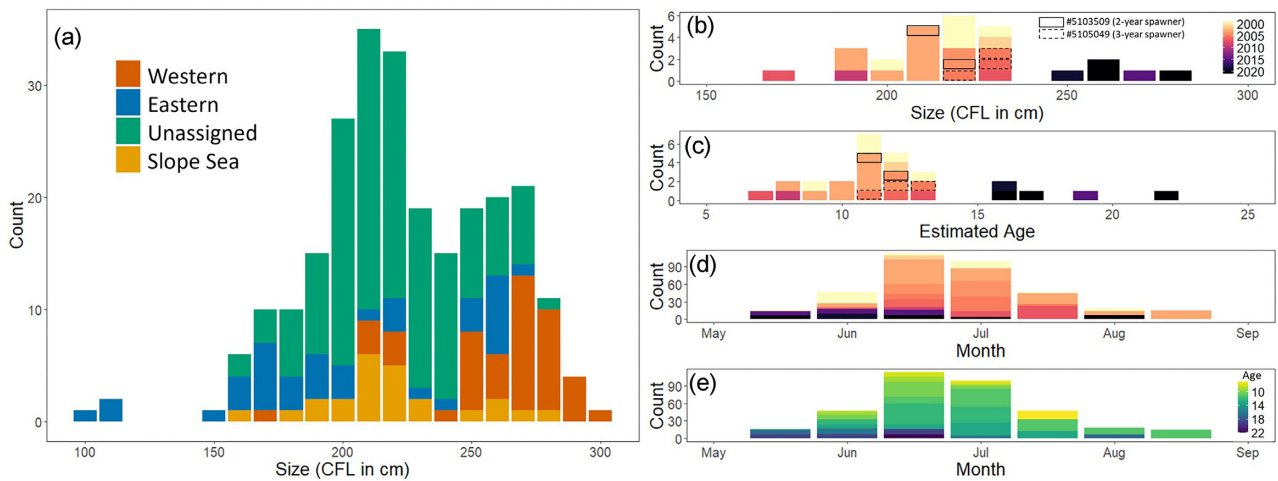 (a)
Western
Eastern
Unassigned
Slope Sea
Count
0
10
20
30
100
150
200
250
300
Size (CFL in cm)
(b)
Count
0
2
4
6
#5103509 (2-year spawner)
#5105049 (3-year spawner)
2000
2005
2010
2015
2020
150
200
250
300
Size (CFL in cm)
(c)
Count
0
2
4
6
5
10
15
20
25
Estimated Age
(d)
Count
0
30
60
90
May
Jun
Jul
Aug
Sep
Month
(e)
Count
0
30
60
90
Age
10
14
18
22
May
Jun
Jul
Aug
Sep
Month